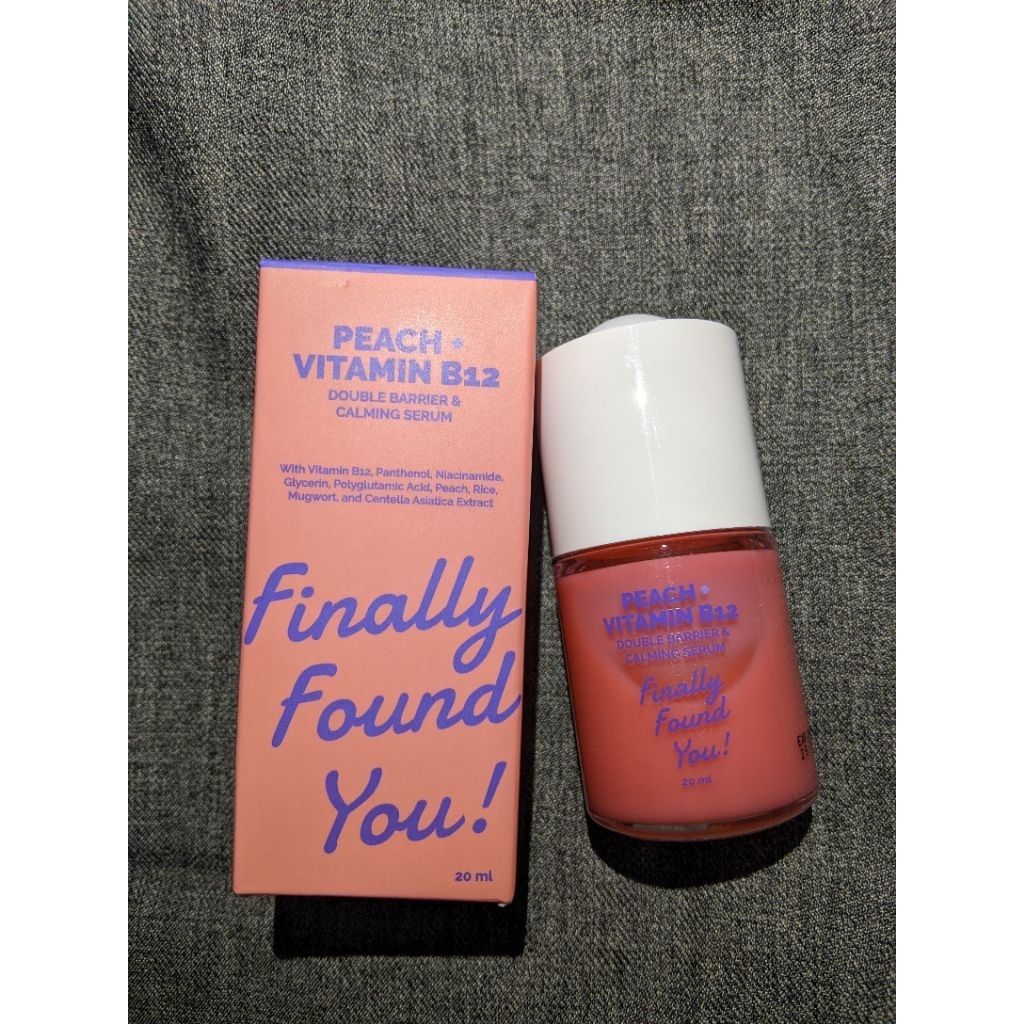 PEACH +
VITAMIN B12
DOUBLE BARRIER &
CALMING SERUM
With Vitamin B12, Panthenol, Niacinamide,
Glycerin, Polyglutamic Acid, Peach, Rice,
Mugwort, and Centella Asiatica Extract
Finally
Found
You!
20 ml
PEACH +
VITAMIN B12
DOUBLE BARRIER &
CALMING SERUM
Finally
Found
You!
20 ml